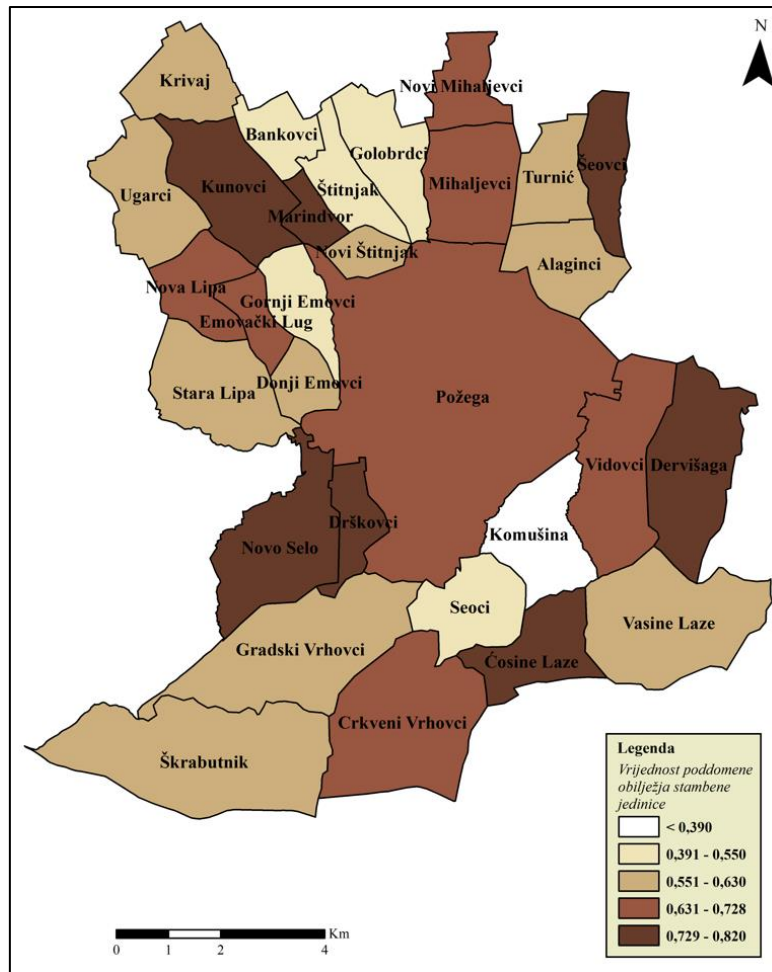 N
Krivaj
Novi Mihaljevci
Bankovci
Golobrdci
Ugarci
Kunovci
Štitnjak
Mihaljevci
Turnić
Šeovci
Marindvor
Novi Štitnjak
Alaginci
Nova Lipa
Gornji Emovci
Emovački Lug
Stara Lipa
Donji Emovci
Požega
Vidovci
Dervišaga
Drškovci
Novo Selo
Komušina
Seoci
Vasine Laze
Gradski Vrhovci
Ćosine Laze
Crkveni Vrhovci
Škrabutnik
Legenda
Vrijednost poddomene
obilježja stambene
jedinice
< 0,390
0,391 - 0,550
0,551 - 0,630
0,631 - 0,728
0,729 - 0,820
Km
0 1 2 4